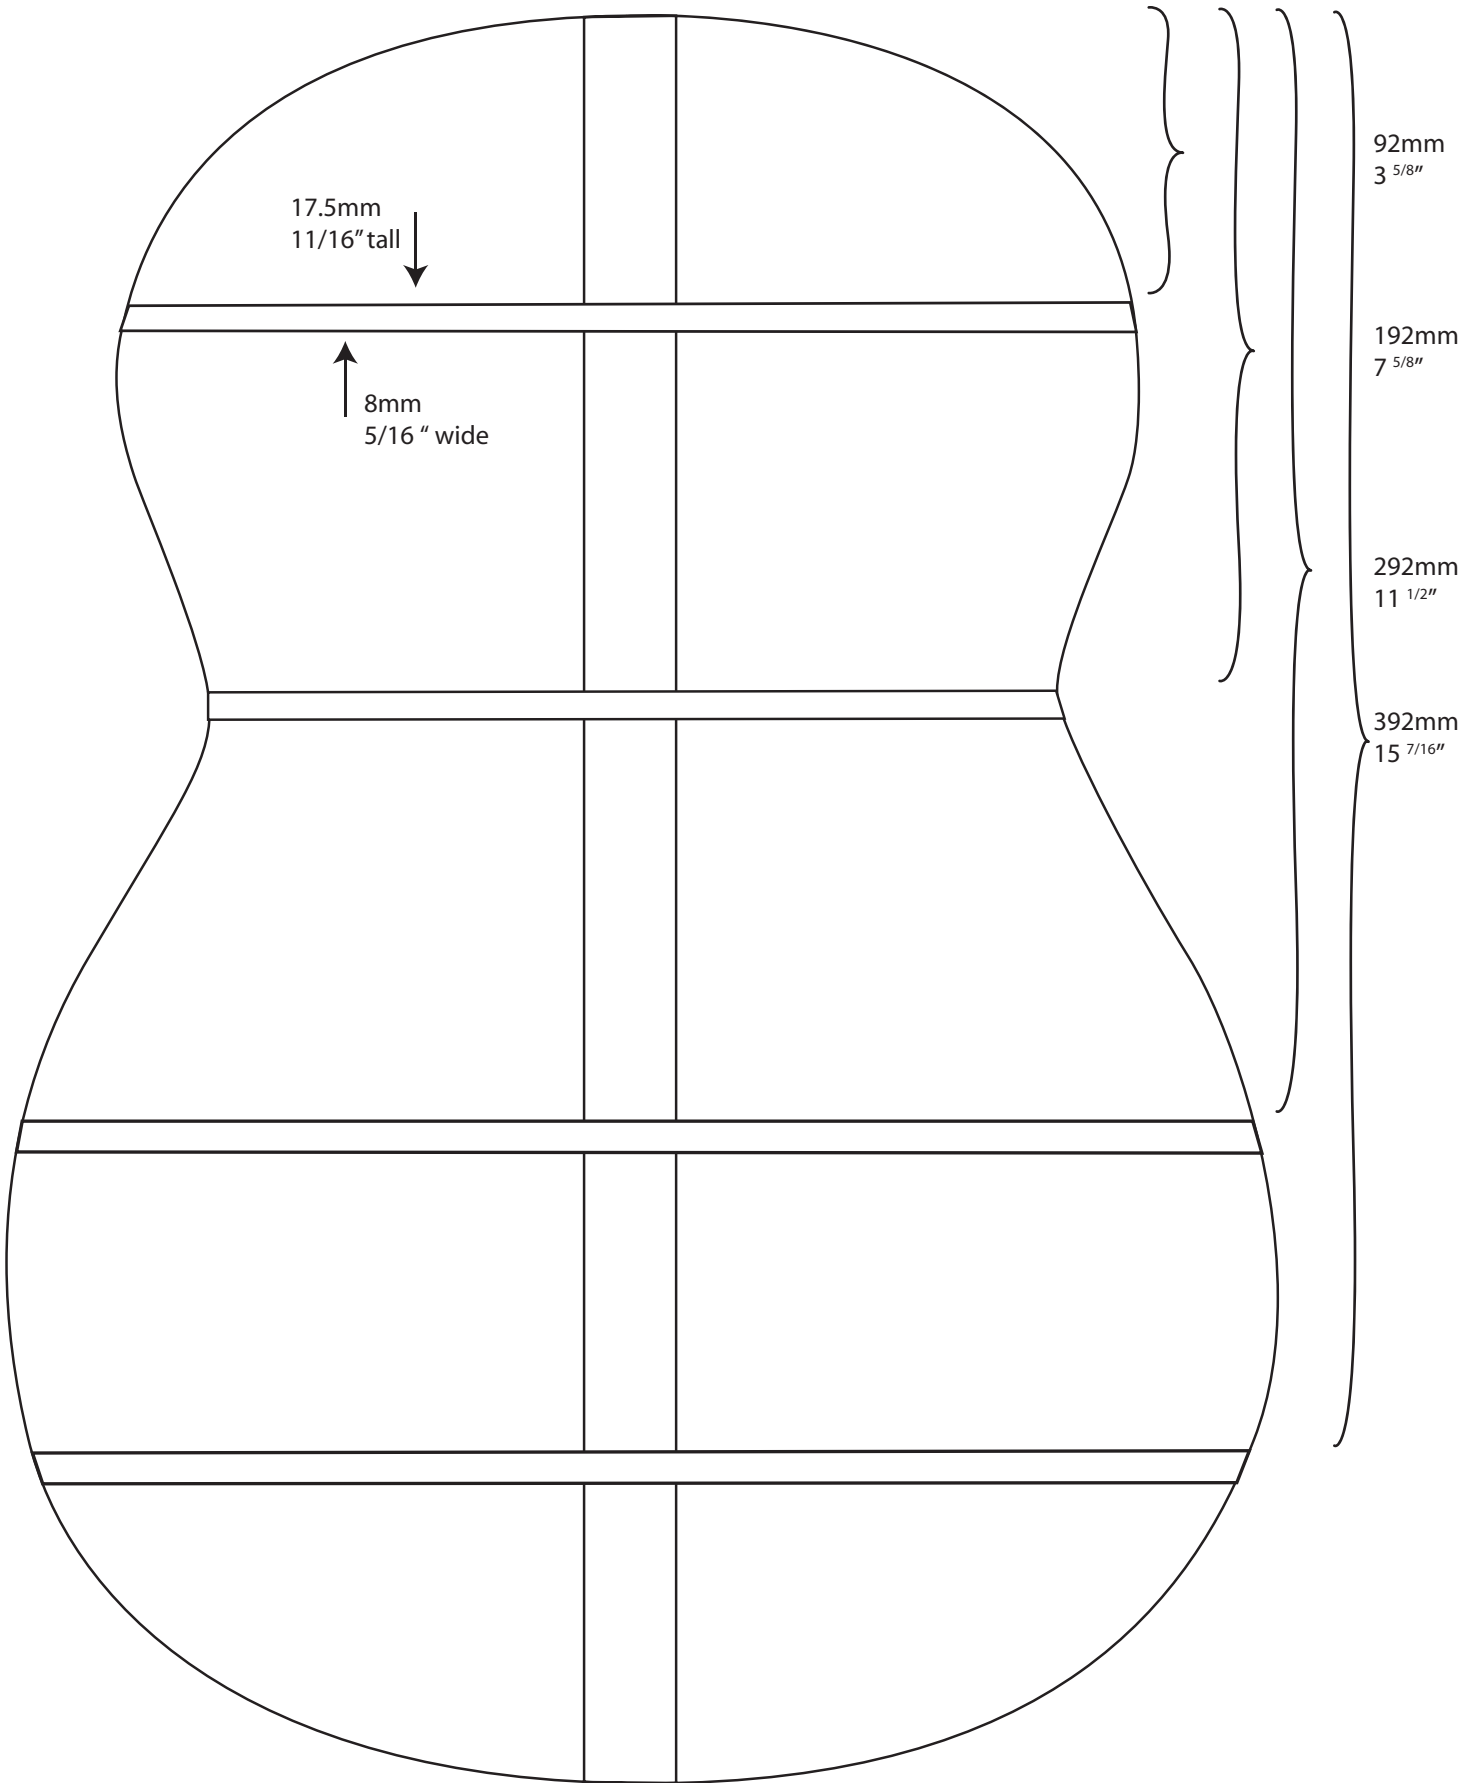 17.5mm
11/16” tall
8mm
5/16 “ wide
92mm
3 5/8”
192mm
7 5/8”
292mm
11 1/2”
392mm
15 7/16”